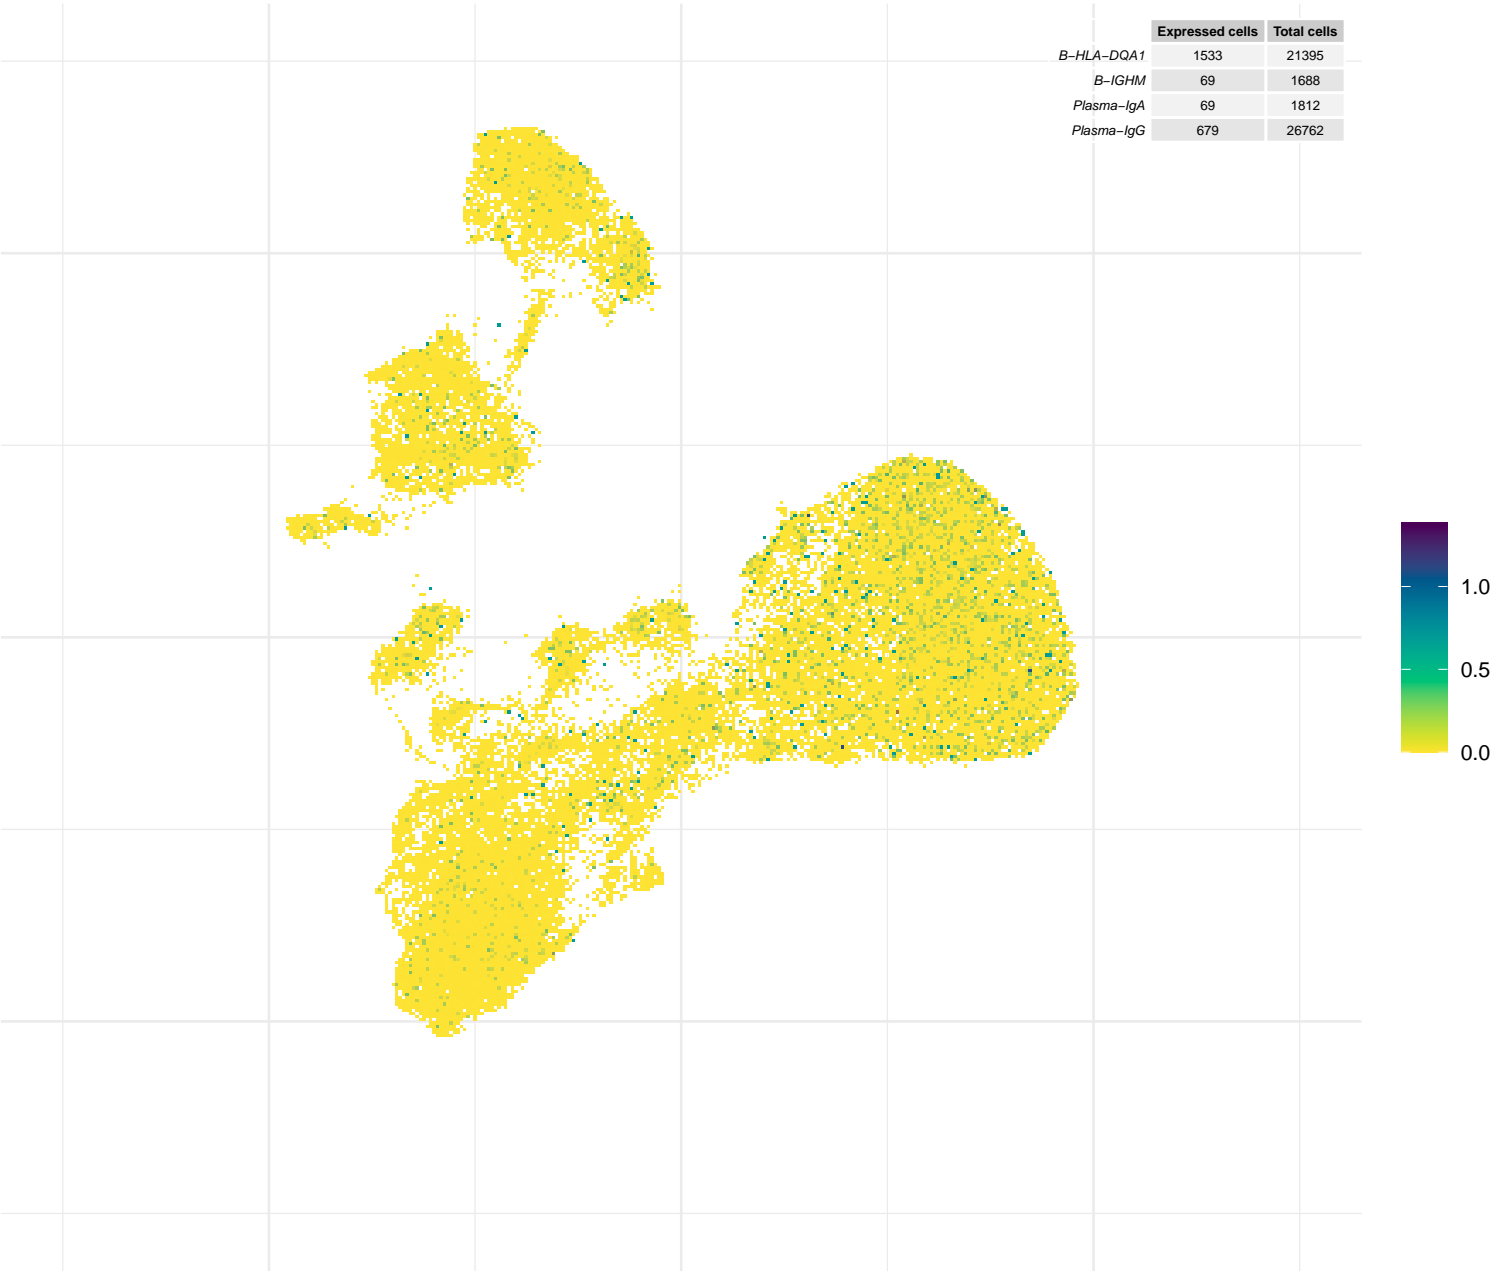 Expressed cells Total cells
B−HLA−DQA1 1533 21395
B−IGHM 69 1688
Plasma−IgA 69 1812
Plasma−IgG 679 26762
1.0
0.5
0.0